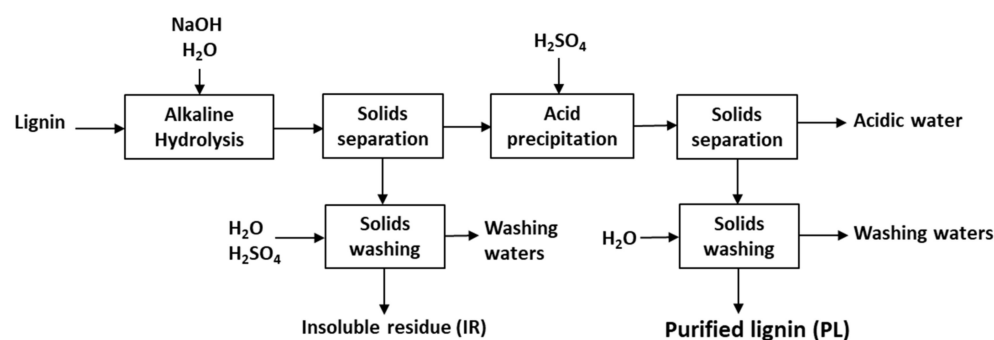 NaOH
H₂O
H₂SO₄
Lignin
Alkaline
Hydrolysis
Solids
separation
Acid
precipitation
Solids
separation
Acidic water
H₂O
H₂SO₄
Solids
washing
Washing
waters
H₂O
Solids
washing
Washing waters
Insoluble residue (IR)
Purified lignin (PL)